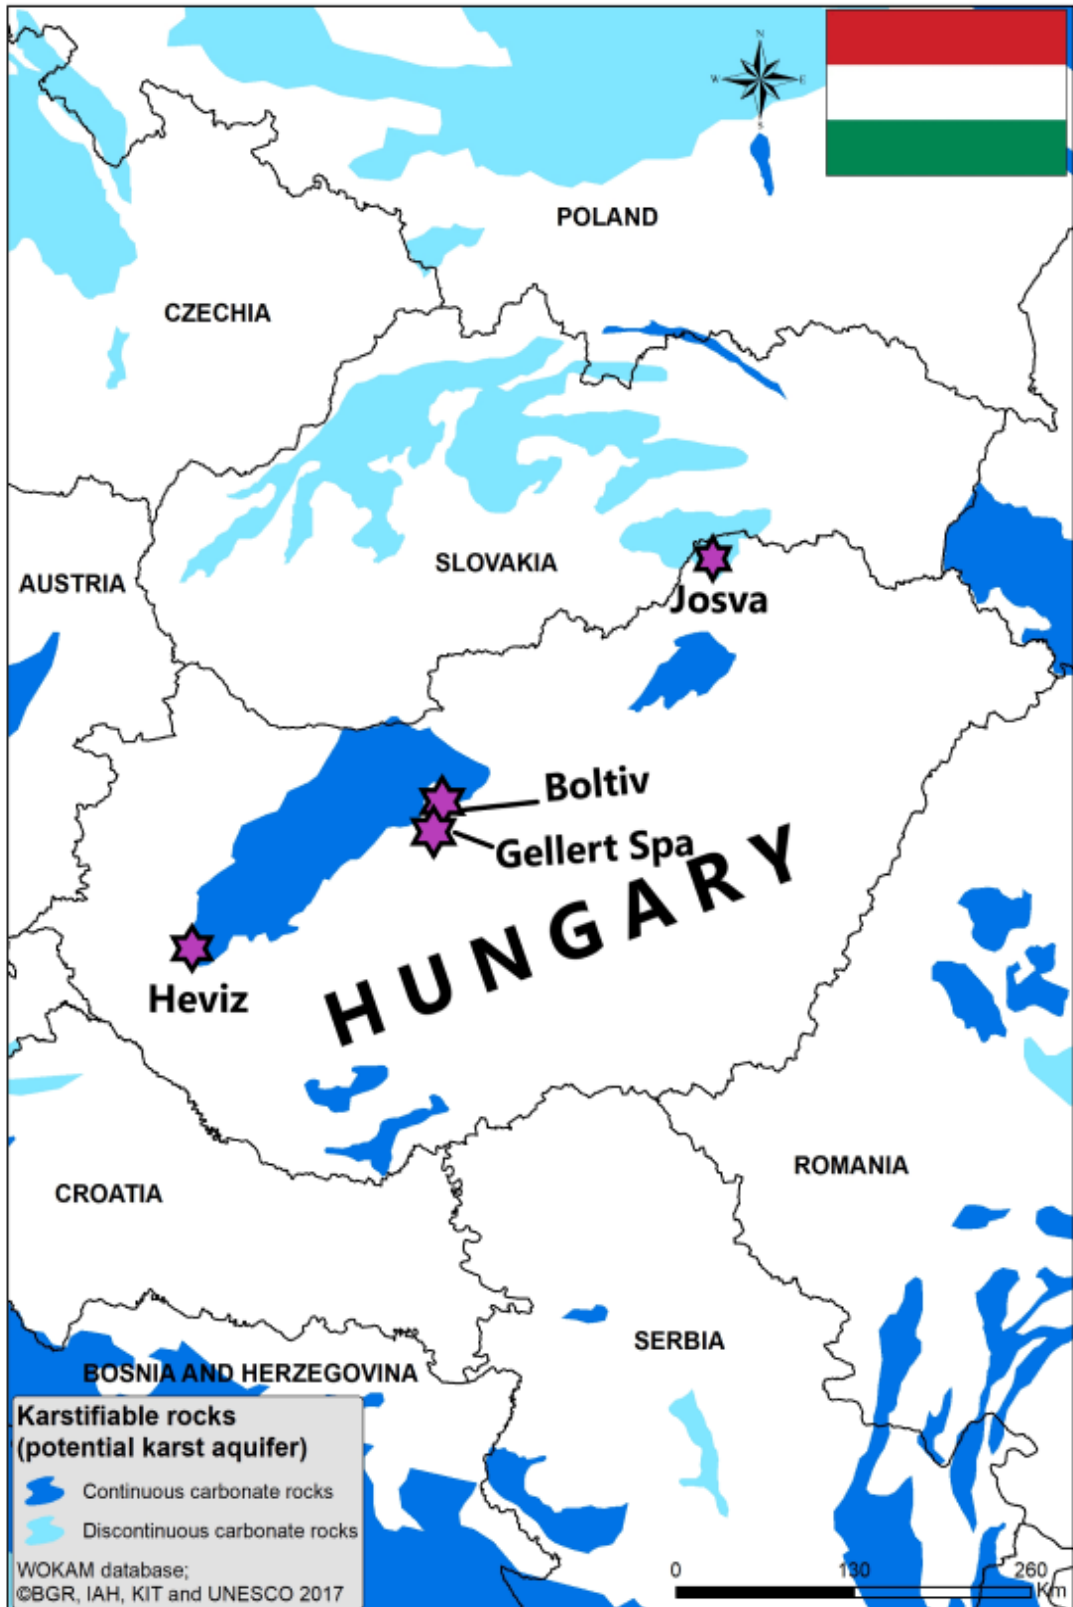 N
W
E
S
POLAND
CZECHIA
SLOVAKIA
AUSTRIA
Josva
Boltiv
Gellert Spa
HUNGARY
Heviz
ROMANIA
CROATIA
SERBIA
BOSNIA AND HERZEGOVINA
Karstifiable rocks
(potential karst aquifer)
Continuous carbonate rocks
Discontinuous carbonate rocks
WOKAM database;
©BGR, IAH, KIT and UNESCO 2017
0 130 260
Km